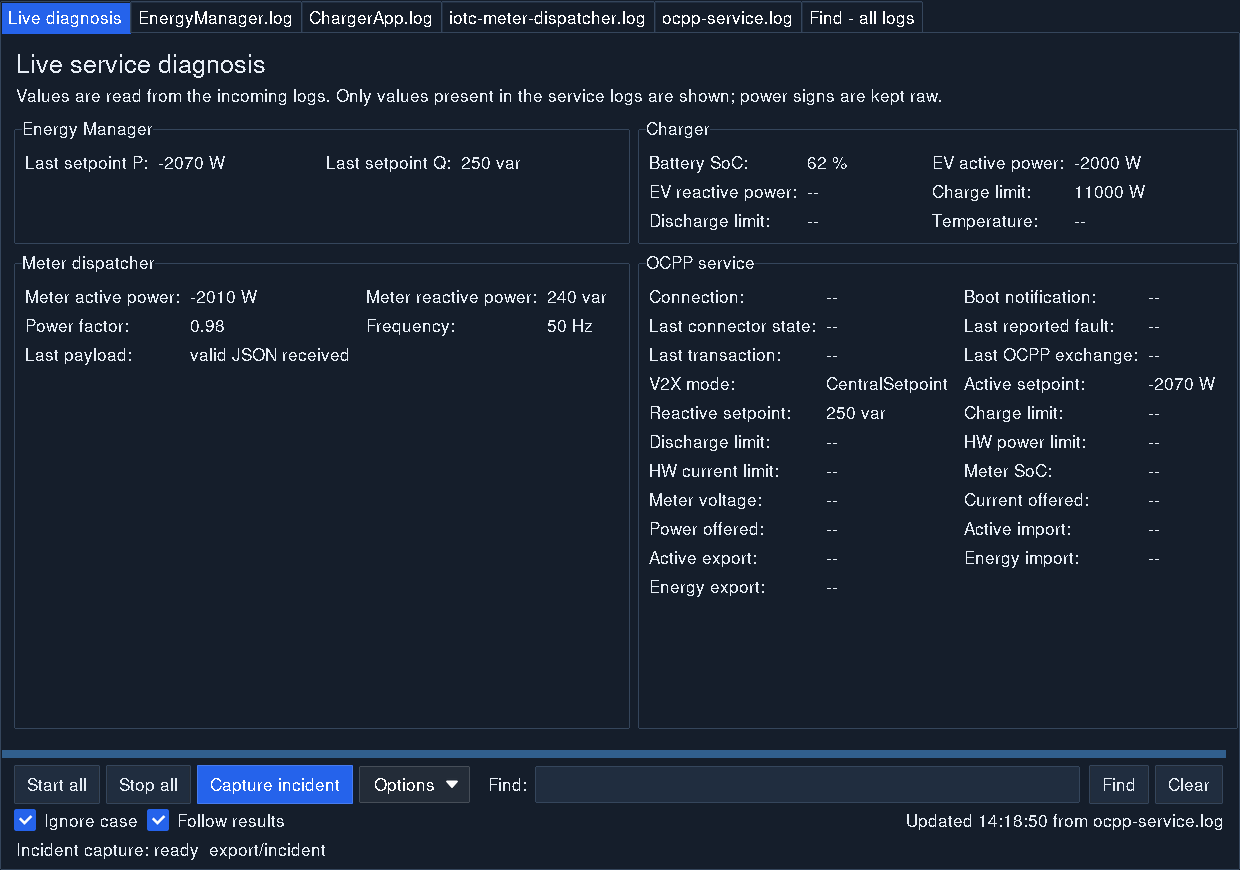 Live diagnosis EnergyManager.log ChargerApp.log iotc-meter-dispatcher.log ocpp-service.log Find - all logs
Live service diagnosis
Values are read from the incoming logs. Only values present in the service logs are shown; power signs are kept raw.
Energy Manager
Last setpoint P: -2070 W Last setpoint Q: 250 var
Charger
Battery SoC: 62 % EV active power: -2000 W
EV reactive power: -- Charge limit: 11000 W
Discharge limit: -- Temperature: --
Meter dispatcher
Meter active power: -2010 W Meter reactive power: 240 var
Power factor: 0.98 Frequency: 50 Hz
Last payload: valid JSON received
OCPP service
Connection: -- Boot notification: --
Last connector state: -- Last reported fault: --
Last transaction: -- Last OCPP exchange: --
V2X mode: CentralSetpoint Active setpoint: -2070 W
Reactive setpoint: 250 var Charge limit: --
Discharge limit: -- HW power limit: --
HW current limit: -- Meter SoC: --
Meter voltage: -- Current offered: --
Power offered: -- Active import: --
Active export: -- Energy import: --
Energy export: --
Start all Stop all Capture incident Options Find: Find Clear
Ignore case Follow results Updated 14:18:50 from ocpp-service.log
Incident capture: ready export/incident